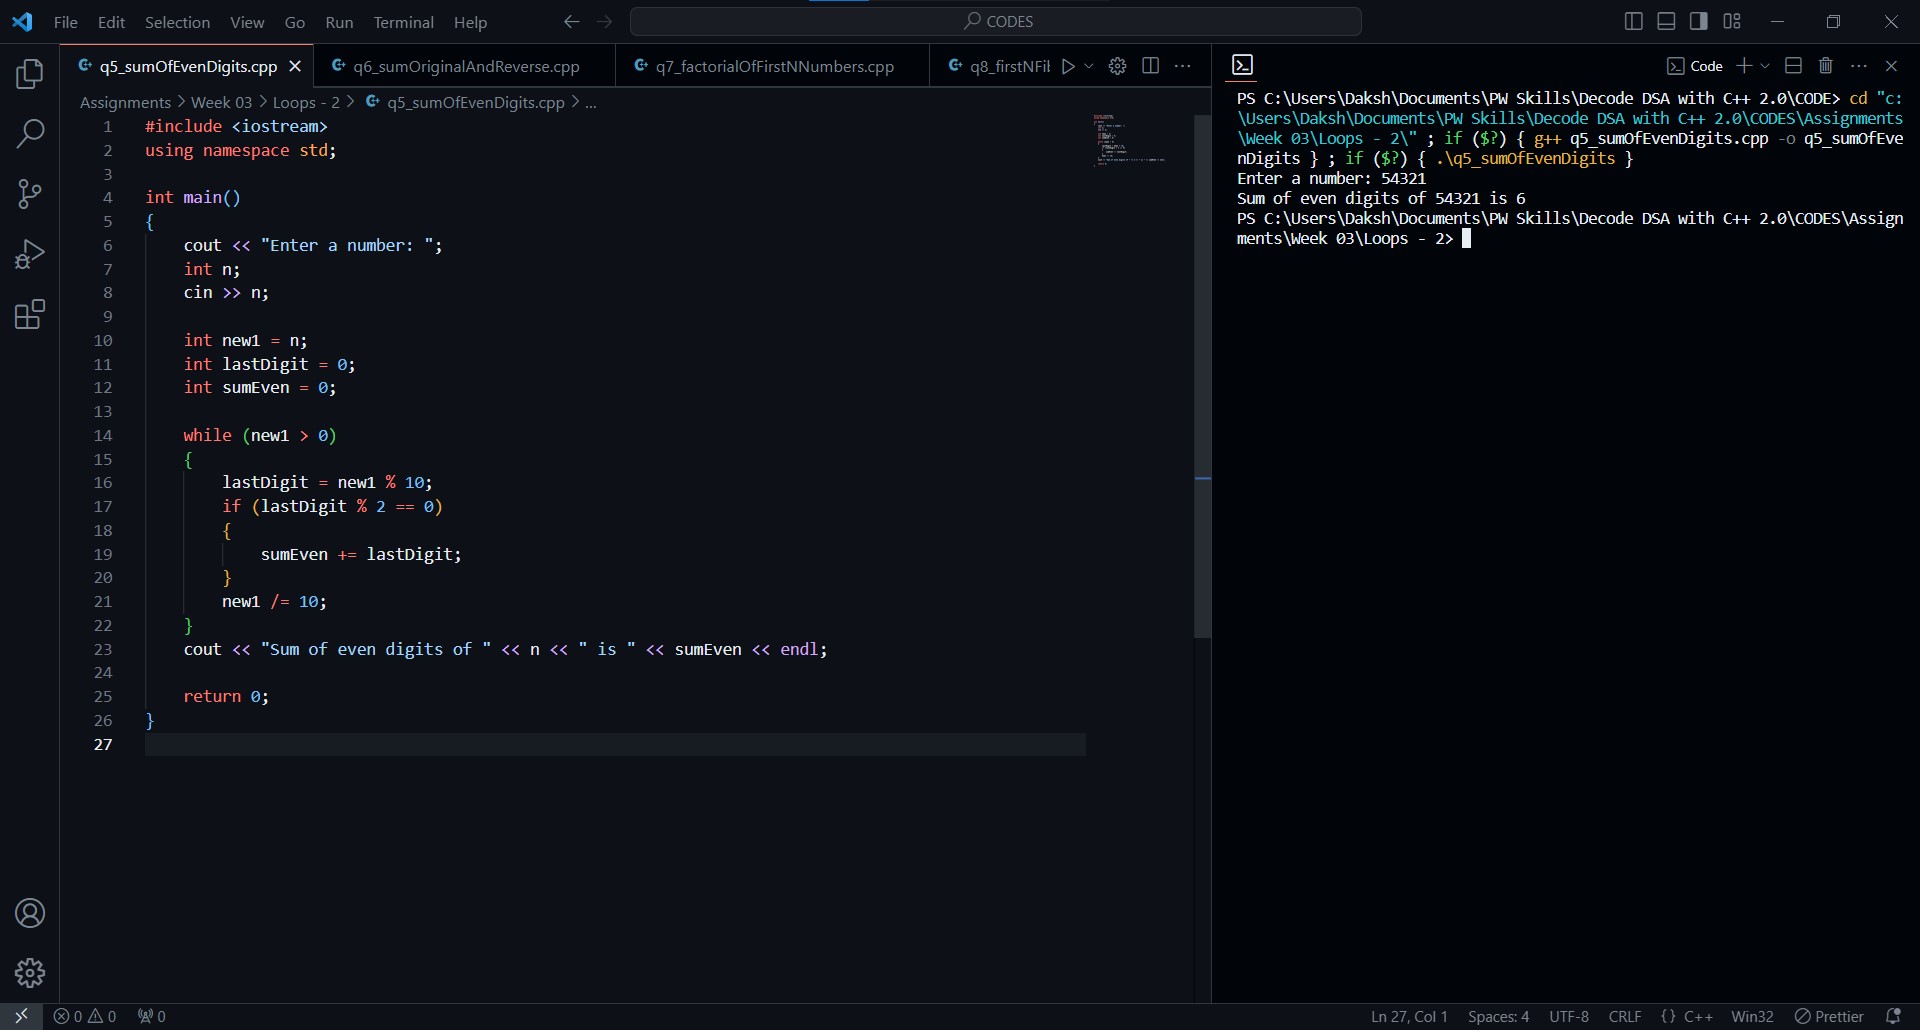 File Edit Selection View Go Run Terminal Help
CODES
q5_sumOfEvenDigits.cpp
q6_sumOriginalAndReverse.cpp
q7_factorialOfFirstNNumbers.cpp
q8_firstNFil
Assignments > Week 03 > Loops - 2 > q5_sumOfEvenDigits.cpp > ...
1 #include <iostream>
2 using namespace std;
3
4 int main()
5 {
6 cout << "Enter a number: ";
7 int n;
8 cin >> n;
9
10 int new1 = n;
11 int lastDigit = 0;
12 int sumEven = 0;
13
14 while (new1 > 0)
15 {
16 lastDigit = new1 % 10;
17 if (lastDigit % 2 == 0)
18 {
19 sumEven += lastDigit;
20 }
21 new1 /= 10;
22 }
23 cout << "Sum of even digits of " << n << " is " << sumEven << endl;
24
25 return 0;
26 }
27
Code
PS C:\Users\Daksh\Documents\PW Skills\Decode DSA with C++ 2.0\CODE> cd "c:
\Users\Daksh\Documents\PW Skills\Decode DSA with C++ 2.0\CODES\Assignments
\Week 03\Loops - 2\" ; if ($?) { g++ q5_sumOfEvenDigits.cpp -o q5_sumOfEve
nDigits } ; if ($?) { .\q5_sumOfEvenDigits }
Enter a number: 54321
Sum of even digits of 54321 is 6
PS C:\Users\Daksh\Documents\PW Skills\Decode DSA with C++ 2.0\CODES\Assign
ments\Week 03\Loops - 2>
0 0 0
Ln 27, Col 1 Spaces: 4 UTF-8 CRLF {} C++ Win32 Prettier